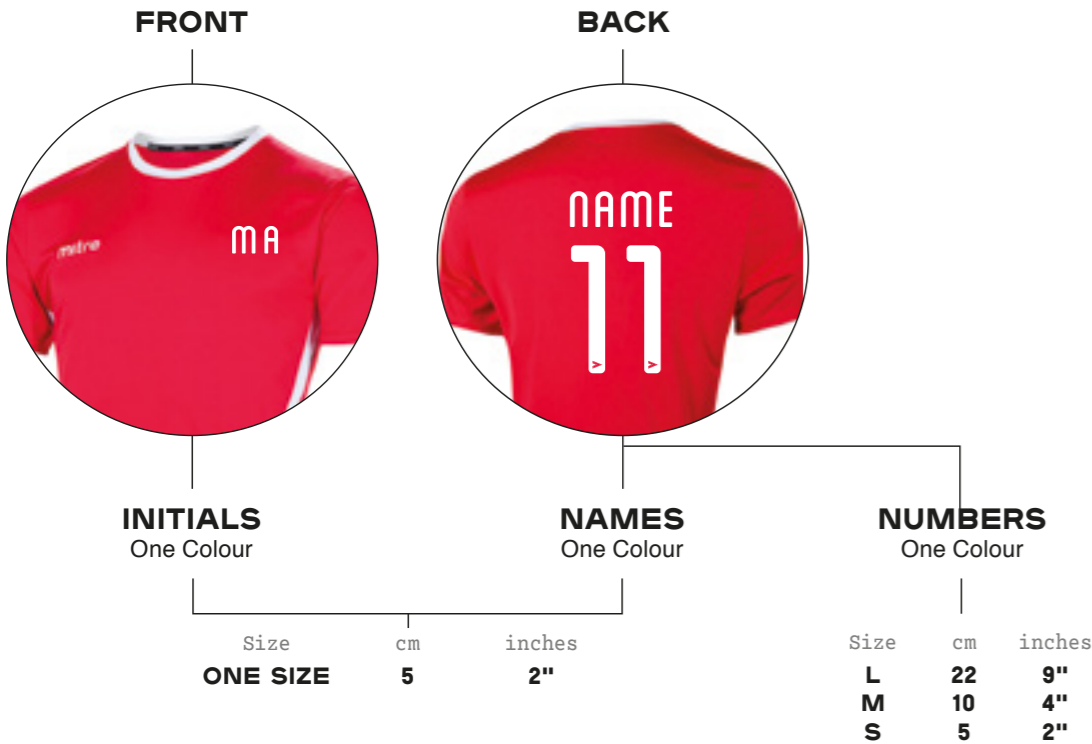 FRONT
BACK
mitre
MA
NAME
11
INITIALS
One Colour
NAMES
One Colour
NUMBERS
One Colour
Size cm inches
ONE SIZE 5 2"
Size cm inches
L 22 9"
M 10 4"
S 5 2"